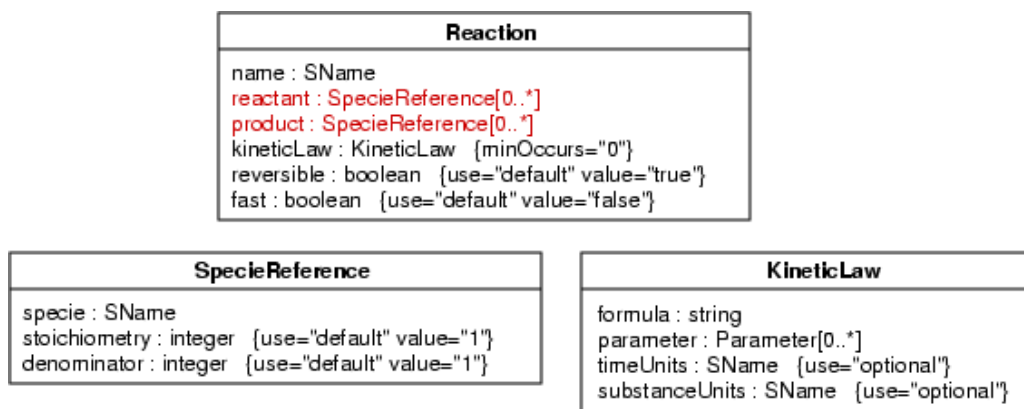 Reaction
name : SName
reactant : SpecieReference[0..*]
product : SpecieReference[0..*]
kineticLaw : KineticLaw {minOccurs="0"}
reversible : boolean {use="default" value="true"}
fast : boolean {use="default" value="false"}
SpecieReference
specie : SName
stoichiometry : integer {use="default" value="1"}
denominator : integer {use="default" value="1"}
KineticLaw
formula : string
parameter : Parameter[0..*]
timeUnits : SName {use="optional"}
substanceUnits : SName {use="optional"}